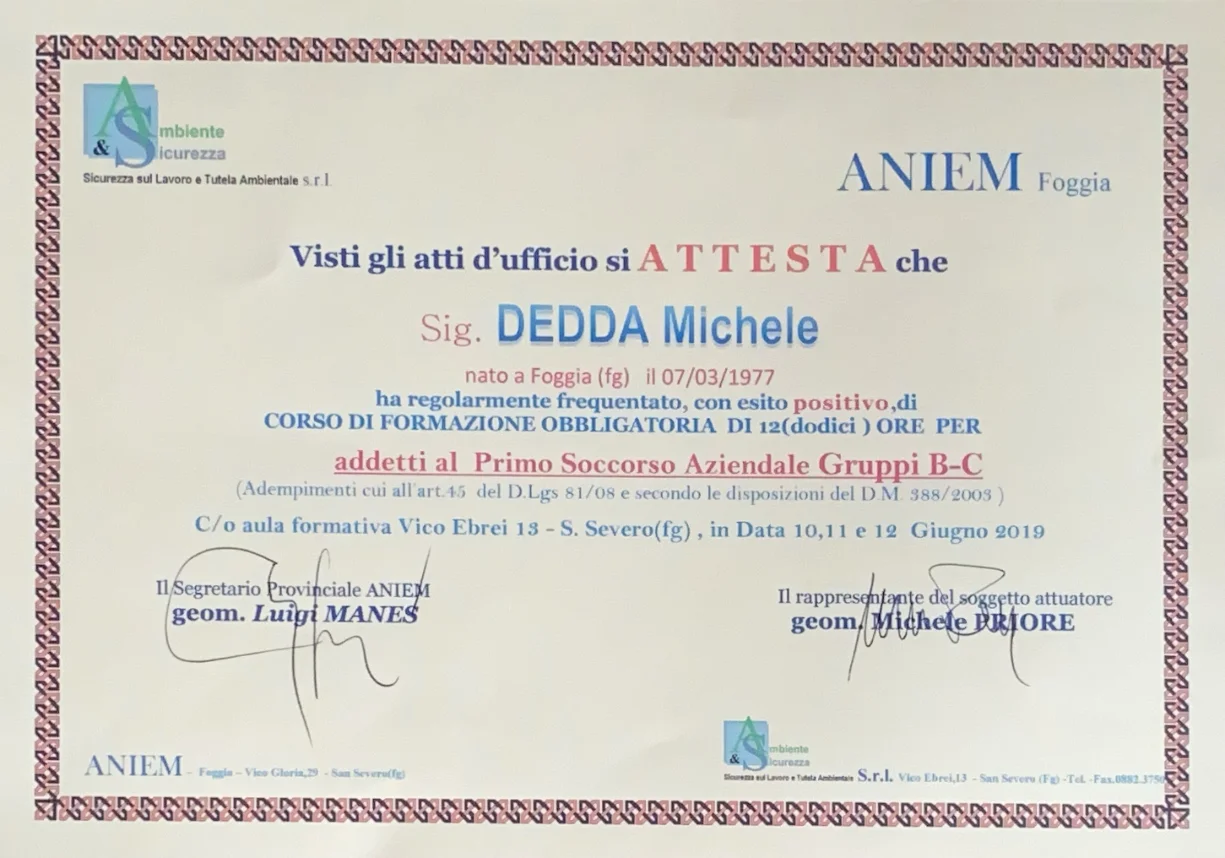 Ambiente
& Sicurezza
Sicurezza sul Lavoro e Tutela Ambientale s.r.l.
ANIEM Foggia
Visti gli atti d'ufficio si ATTESTA che
Sig. DEDDA Michele
nato a Foggia (fg) il 07/03/1977
ha regolarmente frequentato, con esito positivo,di
CORSO DI FORMAZIONE OBBLIGATORIA DI 12(dodici ) ORE PER
addetti al Primo Soccorso Aziendale Gruppi B-C
(Adempimenti cui all'art.45 del D.Lgs 81/08 e secondo le disposizioni del D.M. 388/2003 )
C/o aula formativa Vico Ebrei 13 - S. Severo(fg) , in Data 10,11 e 12 Giugno 2019
Il Segretario Provinciale ANIEM
geom. Luigi MANES
Il rappresentante del soggetto attuatore
geom. Michele PRIORE
ANIEM - Foggia - Vico Gloria,29 - San Severo(fg)
Ambiente
& Sicurezza
Sicurezza sul Lavoro e Tutela Ambientale S.r.l. Vico Ebrei,13 - San Severo (Fg) -Tel. -Fax.0882.375